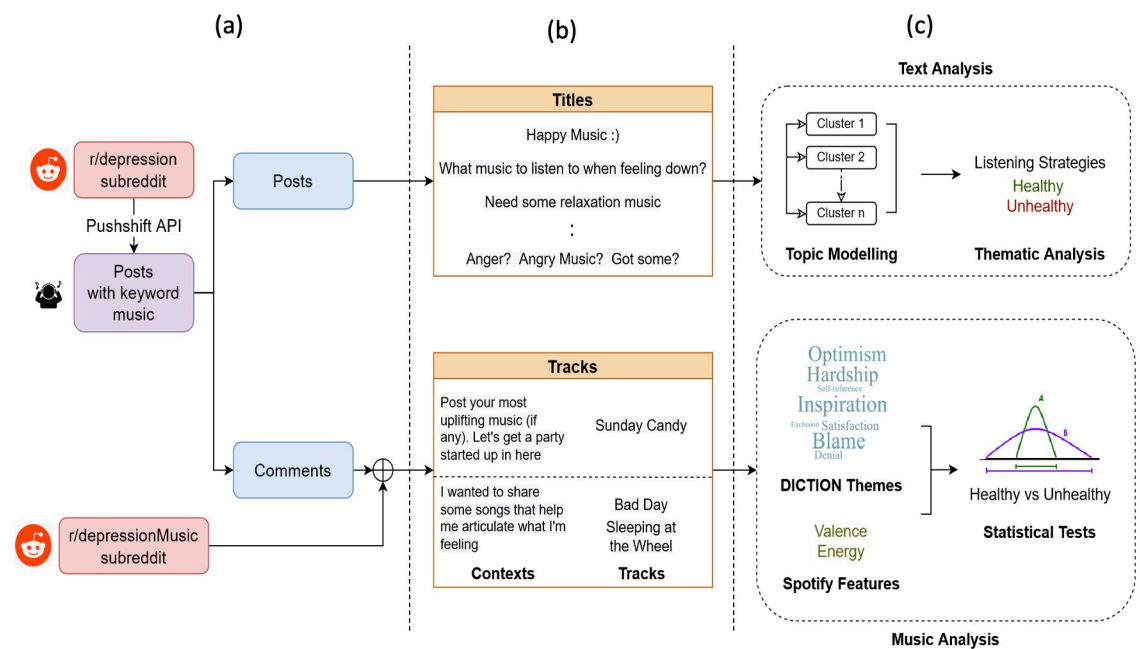 (a)
(b)
(c)
r/depression
subreddit
Pushshift API
Posts
with keyword
music
Posts
Comments
r/depressionMusic
subreddit
Titles
Happy Music :)
What music to listen to when feeling down?
Need some relaxation music
:
Anger? Angry Music? Got some?
Tracks
Post your most
uplifting music (if
any). Let's get a party
started up in here
Sunday Candy
I wanted to share
some songs that help
me articulate what I'm
feeling
Bad Day
Sleeping at
the Wheel
Contexts
Tracks
Text Analysis
Cluster 1
Cluster 2
Cluster n
Topic Modelling
Listening Strategies
Healthy
Unhealthy
Thematic Analysis
Optimism
Hardship
Self-reference
Inspiration
Exclusion Satisfaction
Blame
Denial
DICTION Themes
Valence
Energy
Spotify Features
A
B
Healthy vs Unhealthy
Statistical Tests
Music Analysis